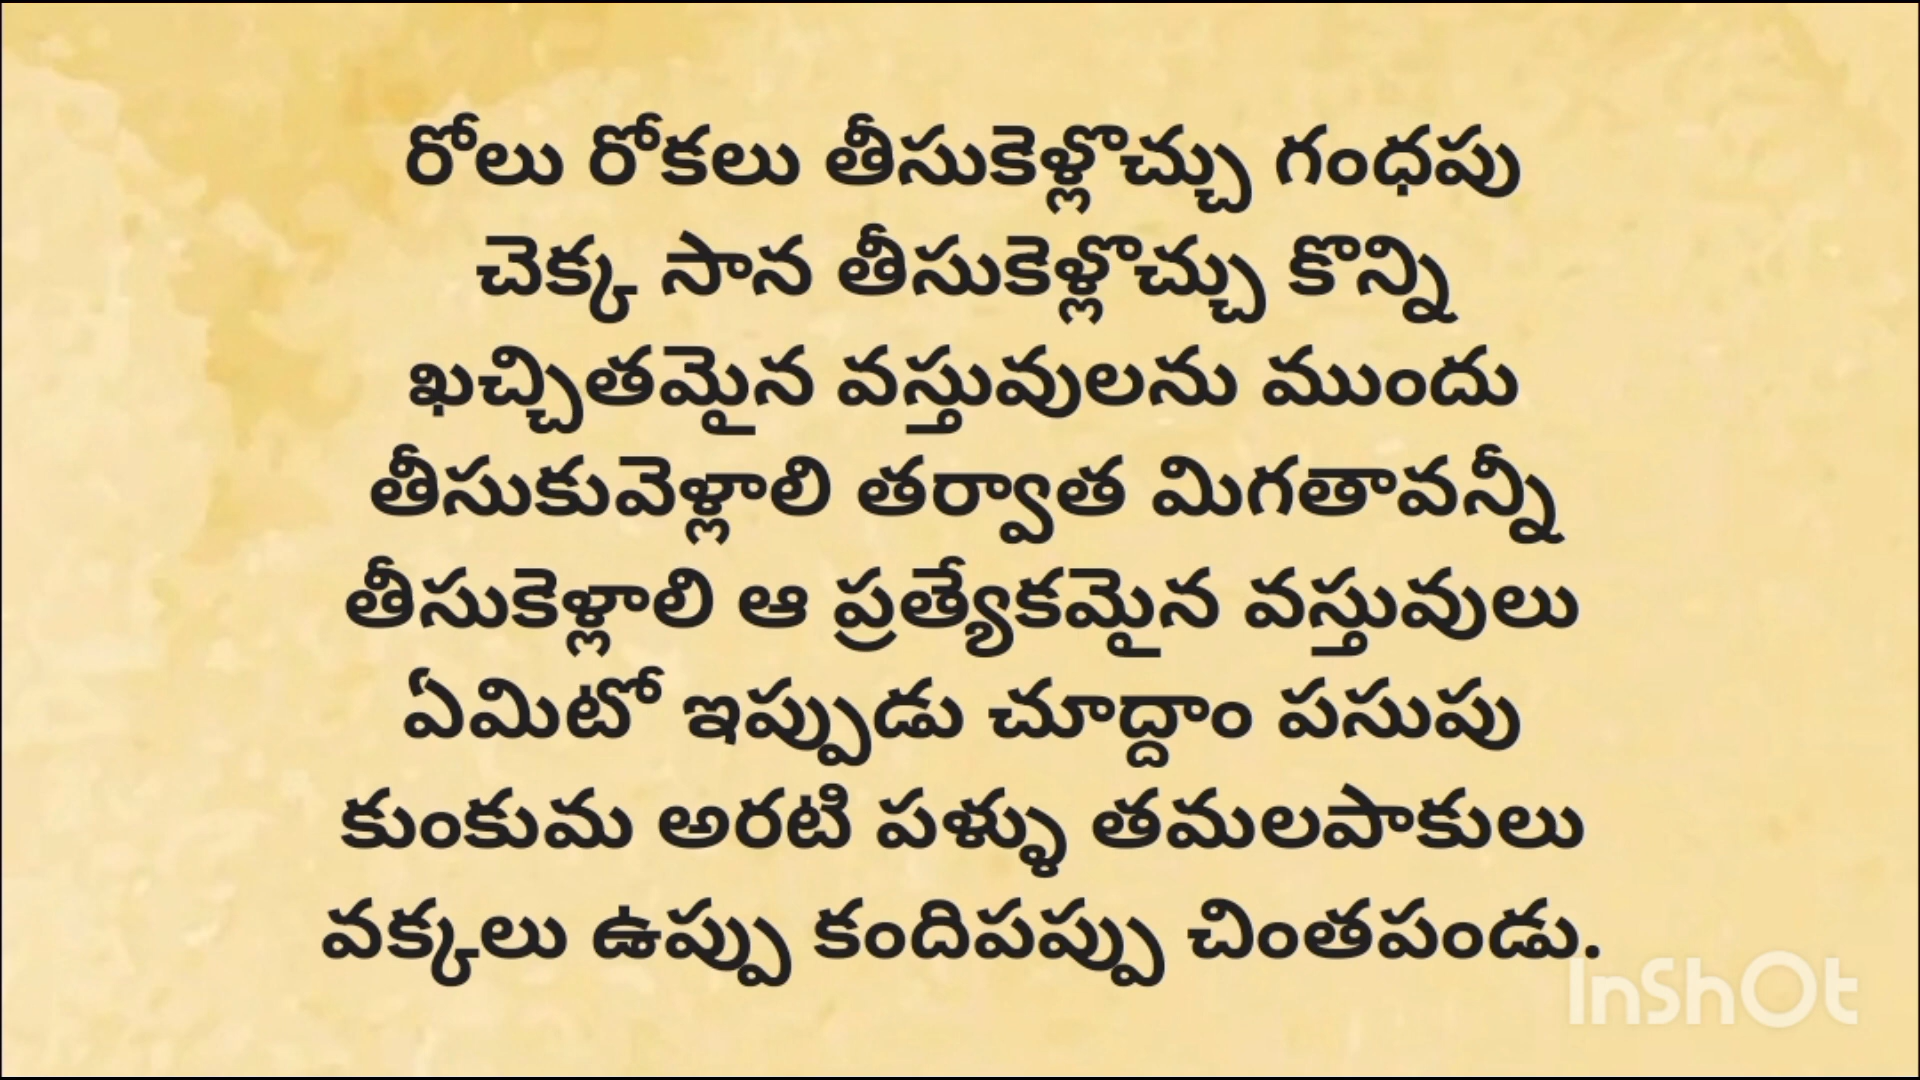 రోలు రోకలు తీసుకెళ్లొచ్చు గంధపు
చెక్క సాన తీసుకెళ్లొచ్చు కొన్ని
ఖచ్చితమైన వస్తువులను ముందు
తీసుకువెళ్లాలి తర్వాత మిగతావన్నీ
తీసుకెళ్లాలి ఆ ప్రత్యేకమైన వస్తువులు
ఏమిటో ఇప్పుడు చూద్దాం పసుపు
కుంకుమ అరటి పళ్ళు తమలపాకులు
వక్కలు ఉప్పు కందిపప్పు చింతపండు.
InShOt